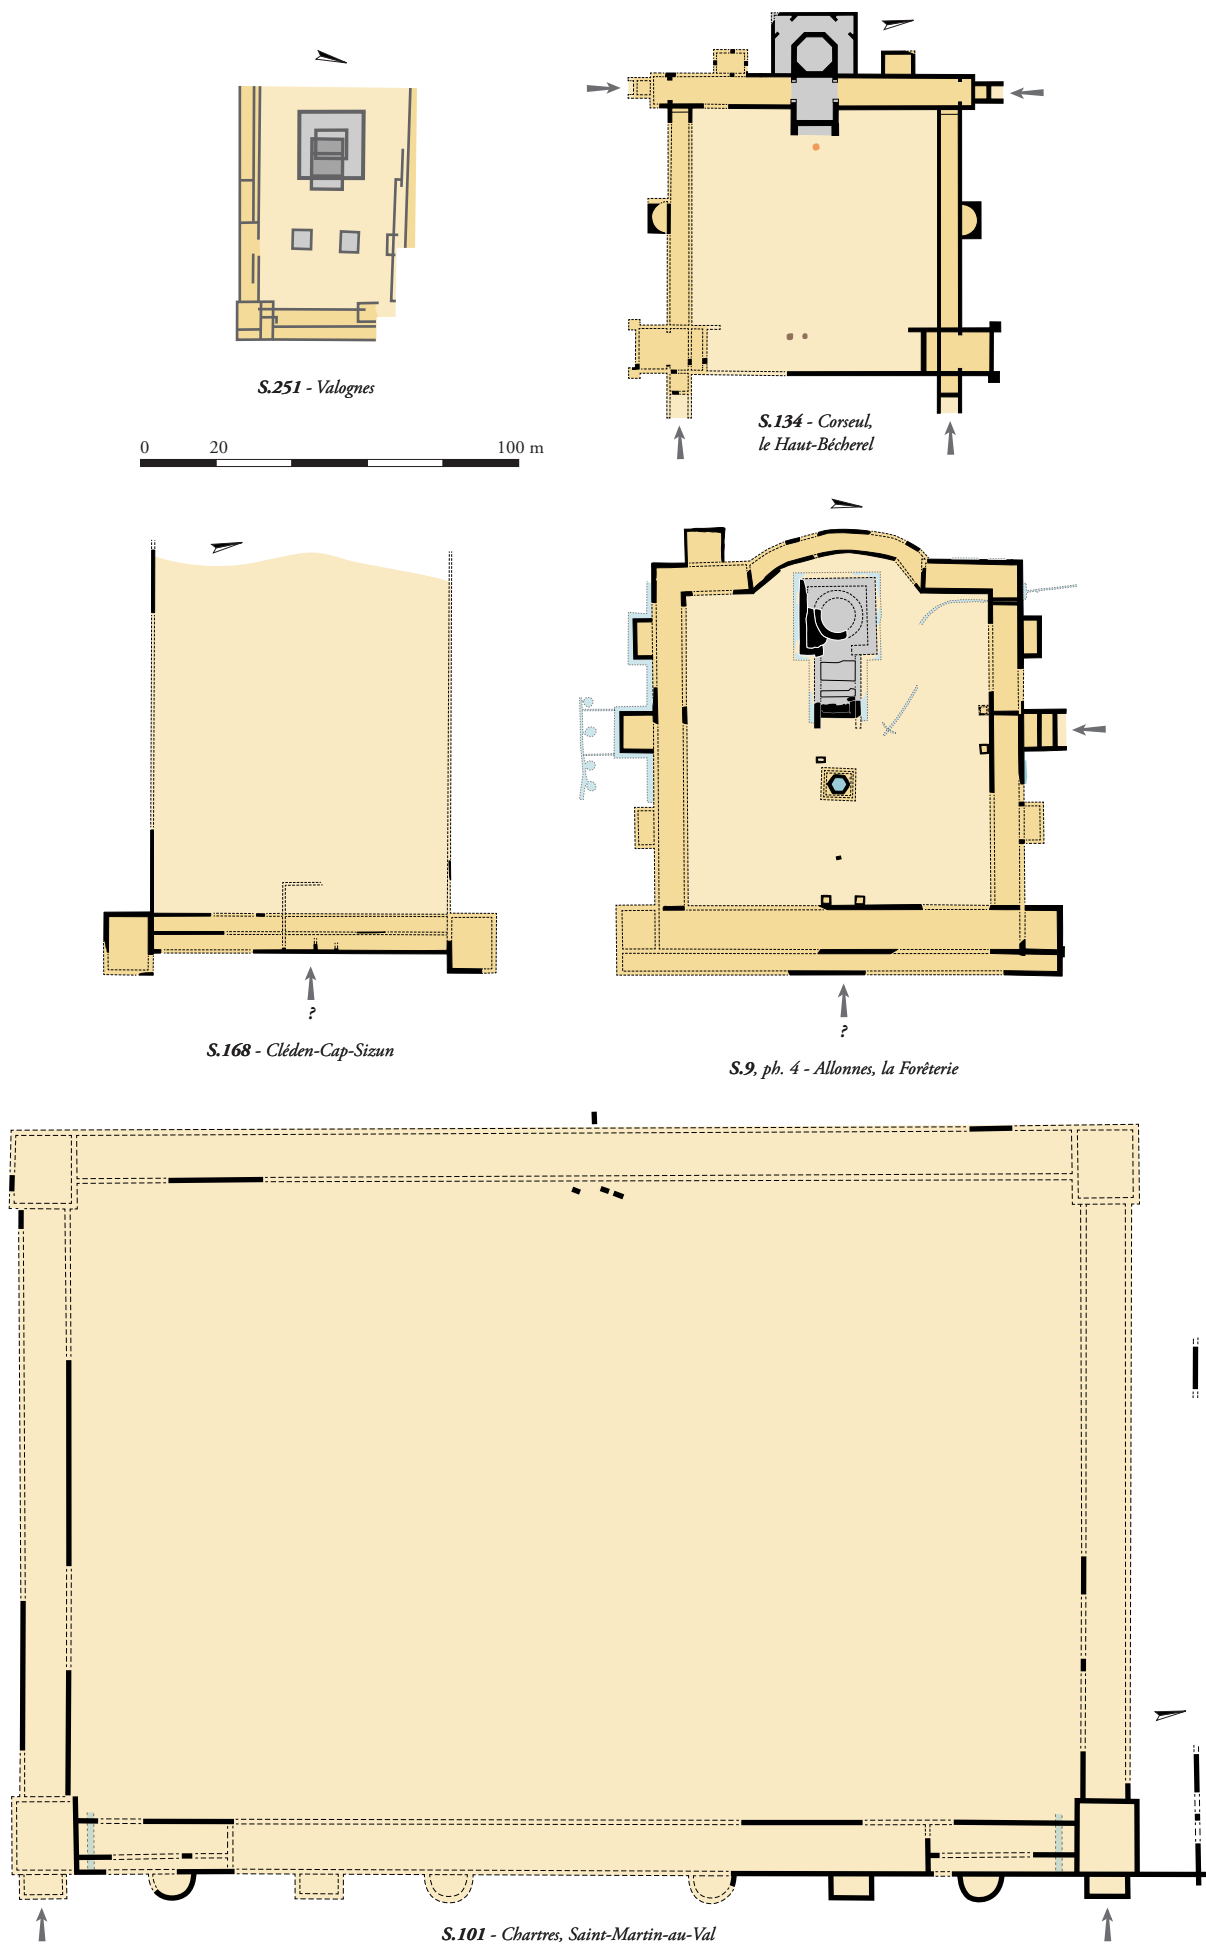 S.251 - Valognes
S.134 - Corseul,
le Haut-Bécherel
0 20 100 m
?
S.168 - Cléden-Cap-Sizun
?
S.9, ph. 4 - Allonnes, la Forêterie
S.101 - Chartres, Saint-Martin-au-Val